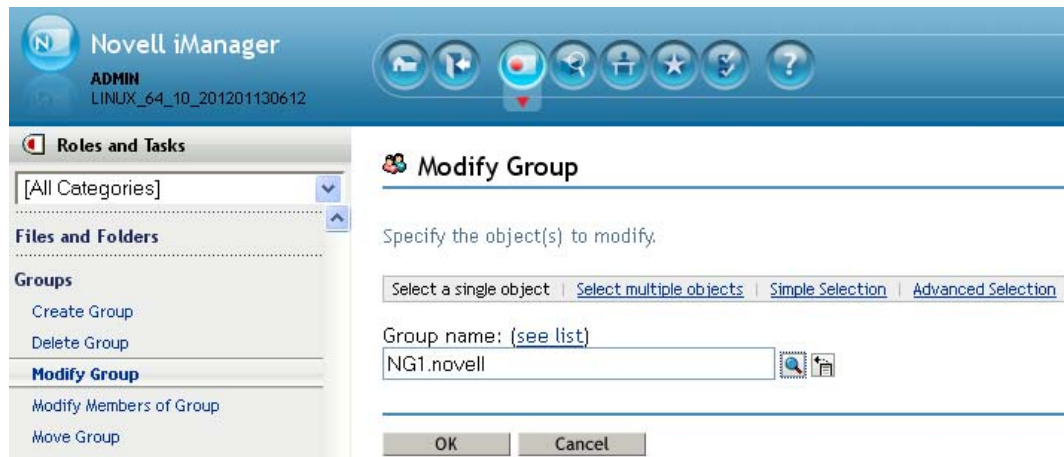 N
Novell iManager
ADMIN
LINUX_64_10_201201130612
?
Roles and Tasks
[All Categories]
Files and Folders
Groups
Create Group
Delete Group
Modify Group
Modify Members of Group
Move Group
Modify Group
Specify the object(s) to modify.
Select a single object | Select multiple objects | Simple Selection | Advanced Selection
Group name: (see list)
NG1.novell
OK Cancel